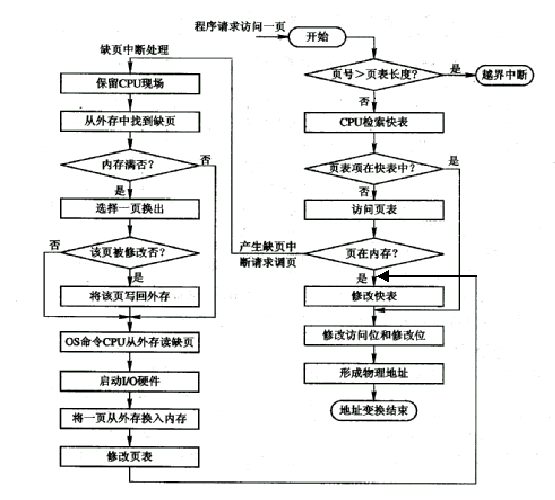 程序请求访问一页
开始
缺页中断处理
保留CPU现场
页号>页表长度?
是
越界中断
否
从外存中找到缺页
CPU检索快表
内存满否?
否
页表项在快表中?
是
是
否
选择一页换出
访问页表
否
该页被修改否?
产生缺页中
断请求调页
页在内存?
是
是
将该页写回外存
修改快表
OS命令CPU从外存读缺页
修改访问位和修改位
启动I/O硬件
形成物理地址
将一页从外存换入内存
地址变换结束
修改页表